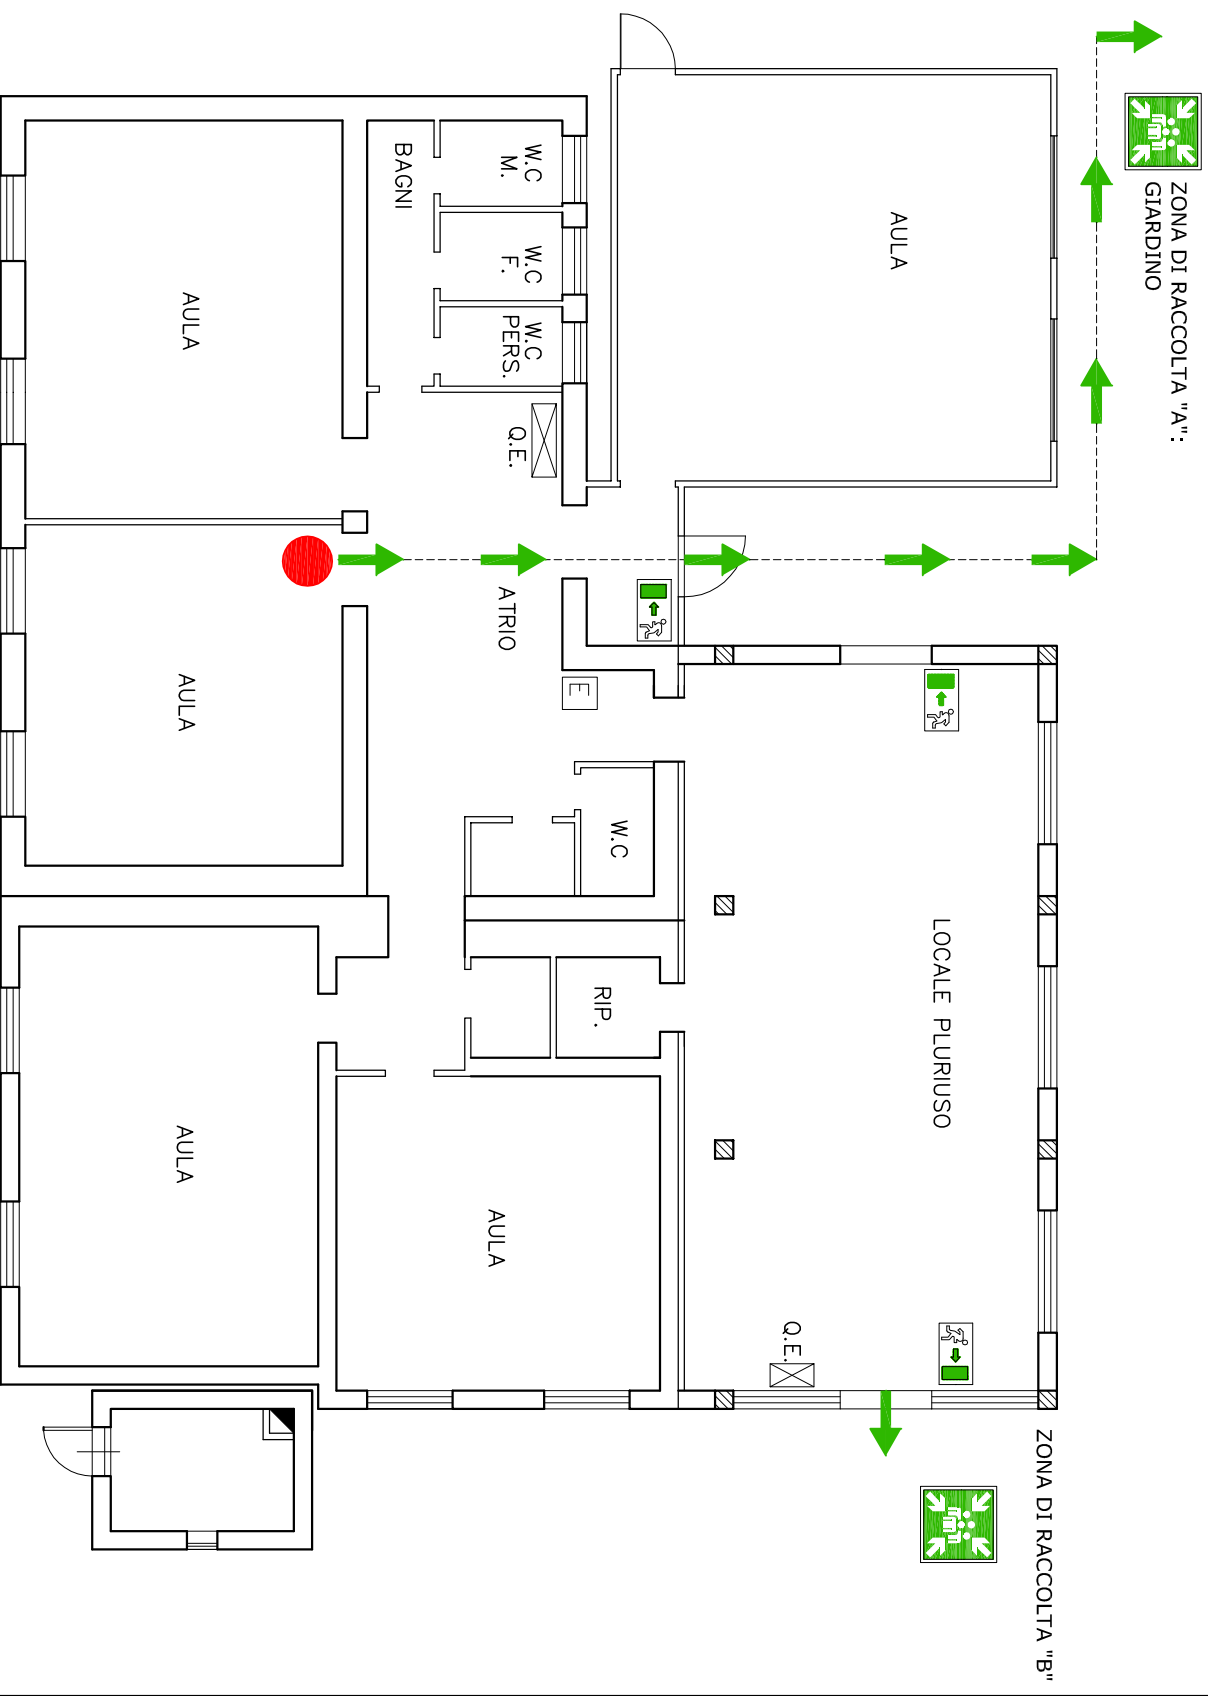 ZONA DI RACCOLTA "A":
GIARDINO
AULA
W.C
M.
W.C
F.
W.C
PERS.
BAGNI
Q.E.
AULA
ATRIO
AULA
E
W.C
LOCALE PLURIUSO
RIP.
AULA
AULA
Q.E.
ZONA DI RACCOLTA "B"